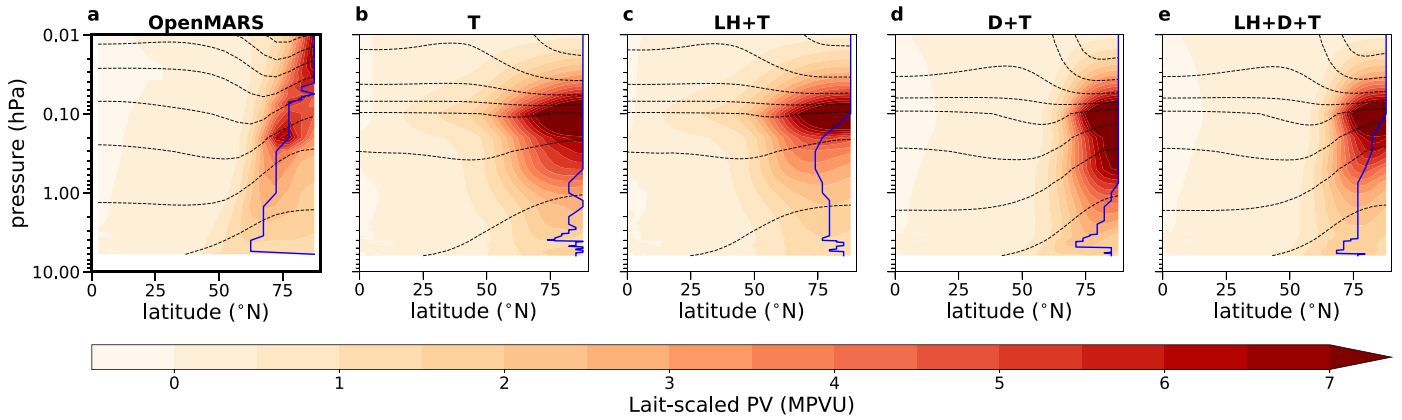 a b c d e
OpenMARS T LH+T D+T LH+D+T
0.01
0.10
1.00
10.00
pressure (hPa)
0 25 50 75 0 25 50 75 0 25 50 75 0 25 50 75 0 25 50 75
latitude (°N) latitude (°N) latitude (°N) latitude (°N) latitude (°N)
0 1 2 3 4 5 6 7
Lait-scaled PV (MPVU)